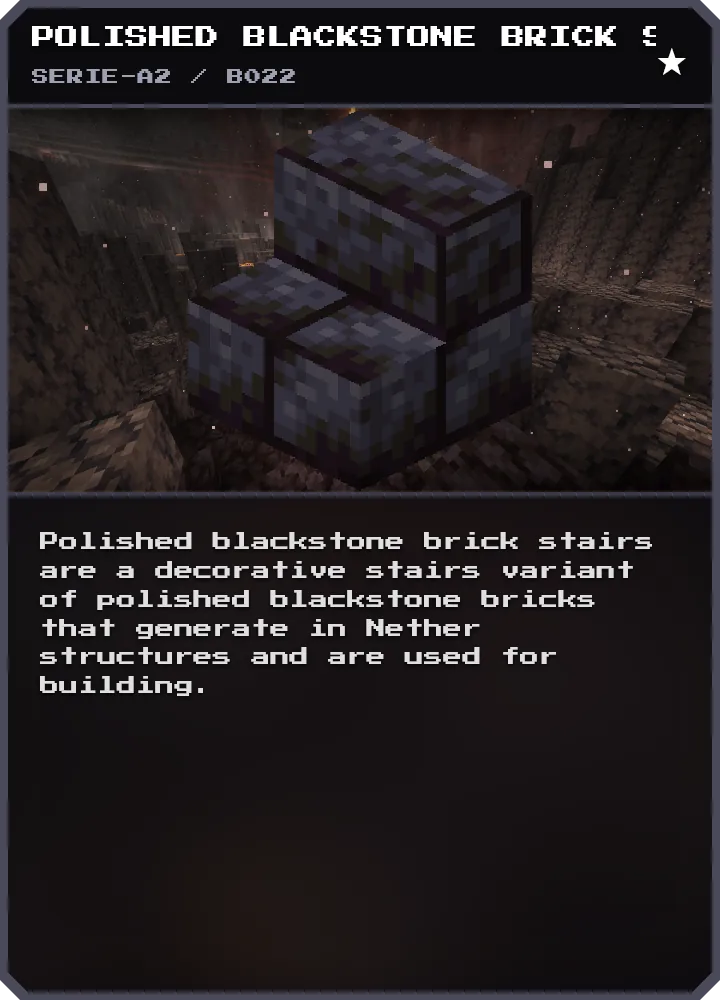 POLISHED BLACKSTONE BRICK S
SERIE-A2 / B022
Polished blackstone brick stairs
are a decorative stairs variant
of polished blackstone bricks
that generate in Nether
structures and are used for
building.